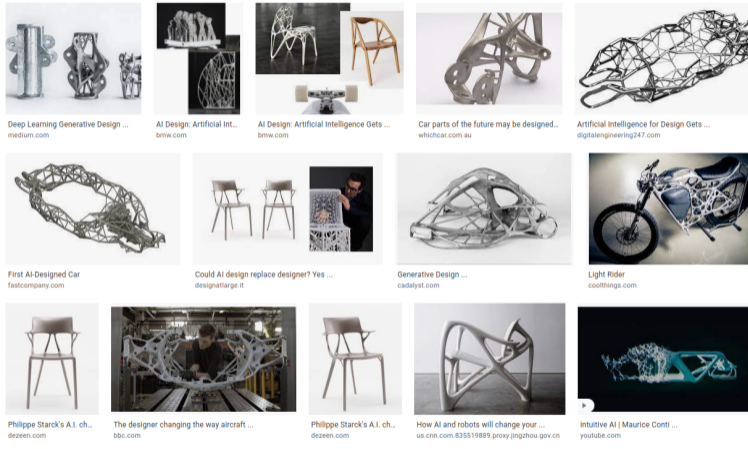 Deep Learning Generative Design ...
medium.com
AI Design: Artificial Int...
bmw.com
AI Design: Artificial Intelligence Gets ...
bmw.com
Car parts of the future may be designed...
whichcar.com.au
Artificial Intelligence for Design Gets ...
digitalengineering247.com
First AI-Designed Car
fastcompany.com
Could AI design replace designer? Yes ...
designatlarge.it
Generative Design ...
cadalyst.com
Light Rider
coolthings.com
Philippe Starck's A.I. ch...
dezeen.com
The designer changing the way aircraft ...
bbc.com
Philippe Starck's A.I. ch...
dezeen.com
How AI and robots will change your ...
us.cnn.com.835519889.proxy.jingzhou.gov.cn
Intuitive AI | Maurice Conti ...
youtube.com